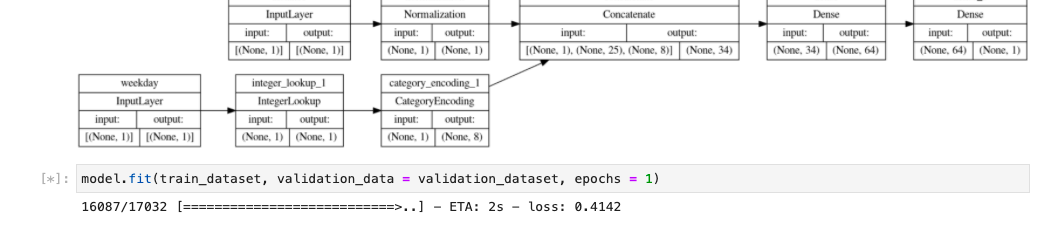 InputLayer Normalization Concatenate Dense Dense
input: output: input: output: input: output: input: output: input: output:
[(None, 1)] [(None, 1)] (None, 1) (None, 1) [(None, 1), (None, 25), (None, 8)] (None, 34) (None, 34) (None, 64) (None, 64) (None, 1)
weekday integer_lookup_1 category_encoding_1
InputLayer IntegerLookup CategoryEncoding
input: output: input: output: input: output:
[(None, 1)] [(None, 1)] (None, 1) (None, 1) (None, 1) (None, 8)
[*]: model.fit(train_dataset, validation_data = validation_dataset, epochs = 1)
16087/17032 [===========================>..] - ETA: 2s - loss: 0.4142